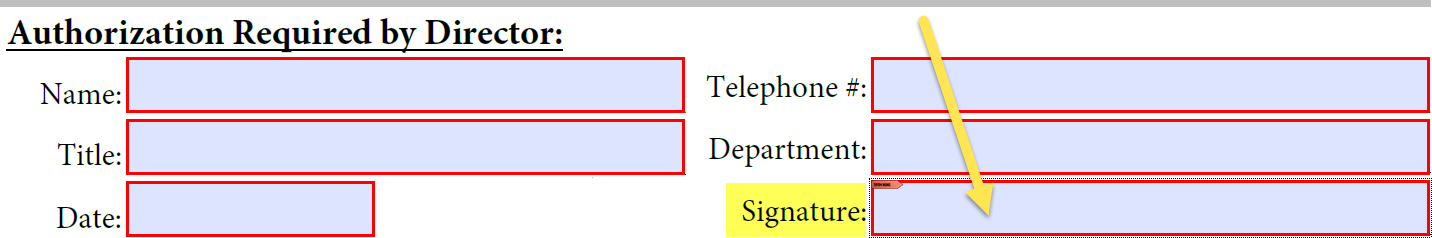 Authorization Required by Director:
Name:
Telephone #:
Title:
Department:
Date:
Signature: